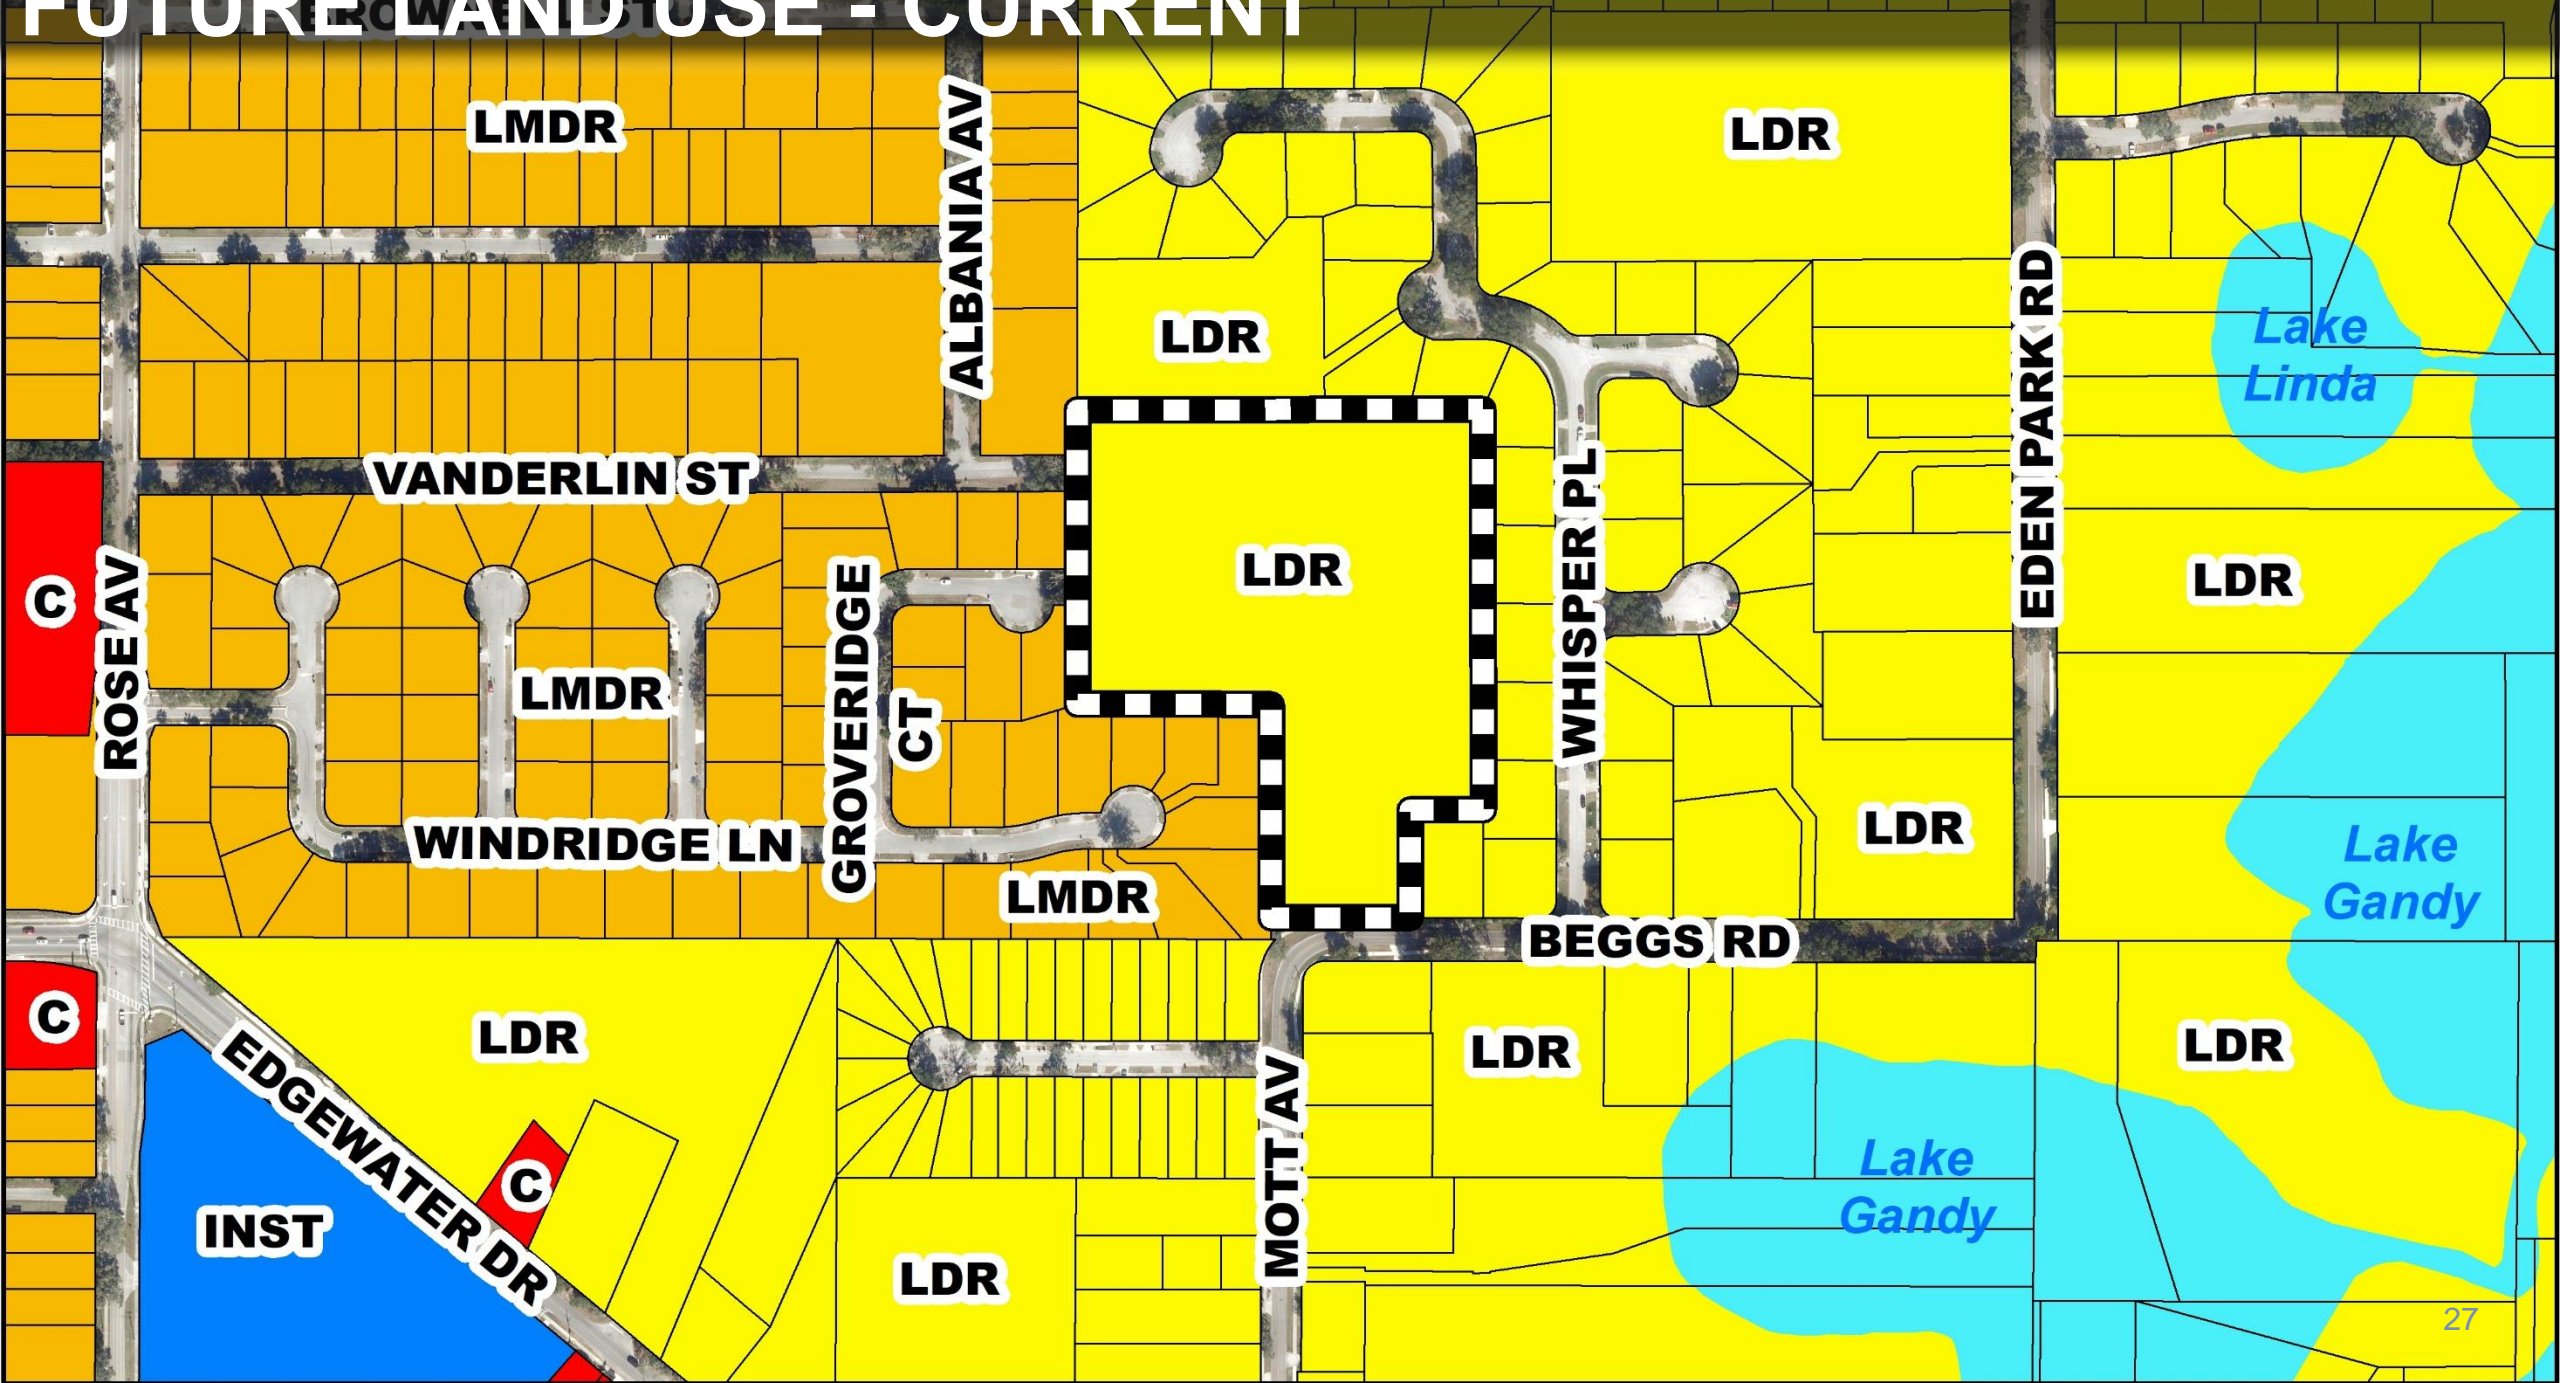 FUTURE LAND USE - CURRENT
LMDR
ALBANIA AV
LDR
LDR
EDEN PARK RD
Lake
Linda
VANDERLIN ST
WHISPER PL
LDR
LDR
C
ROSE AV
LMDR
GROVERIDGE
CT
WINDRIDGE LN
LMDR
LDR
Lake
Gandy
BEGGS RD
C
LDR
EDGEWATER DR
MOTT AV
LDR
LDR
C
INST
LDR
Lake
Gandy
27